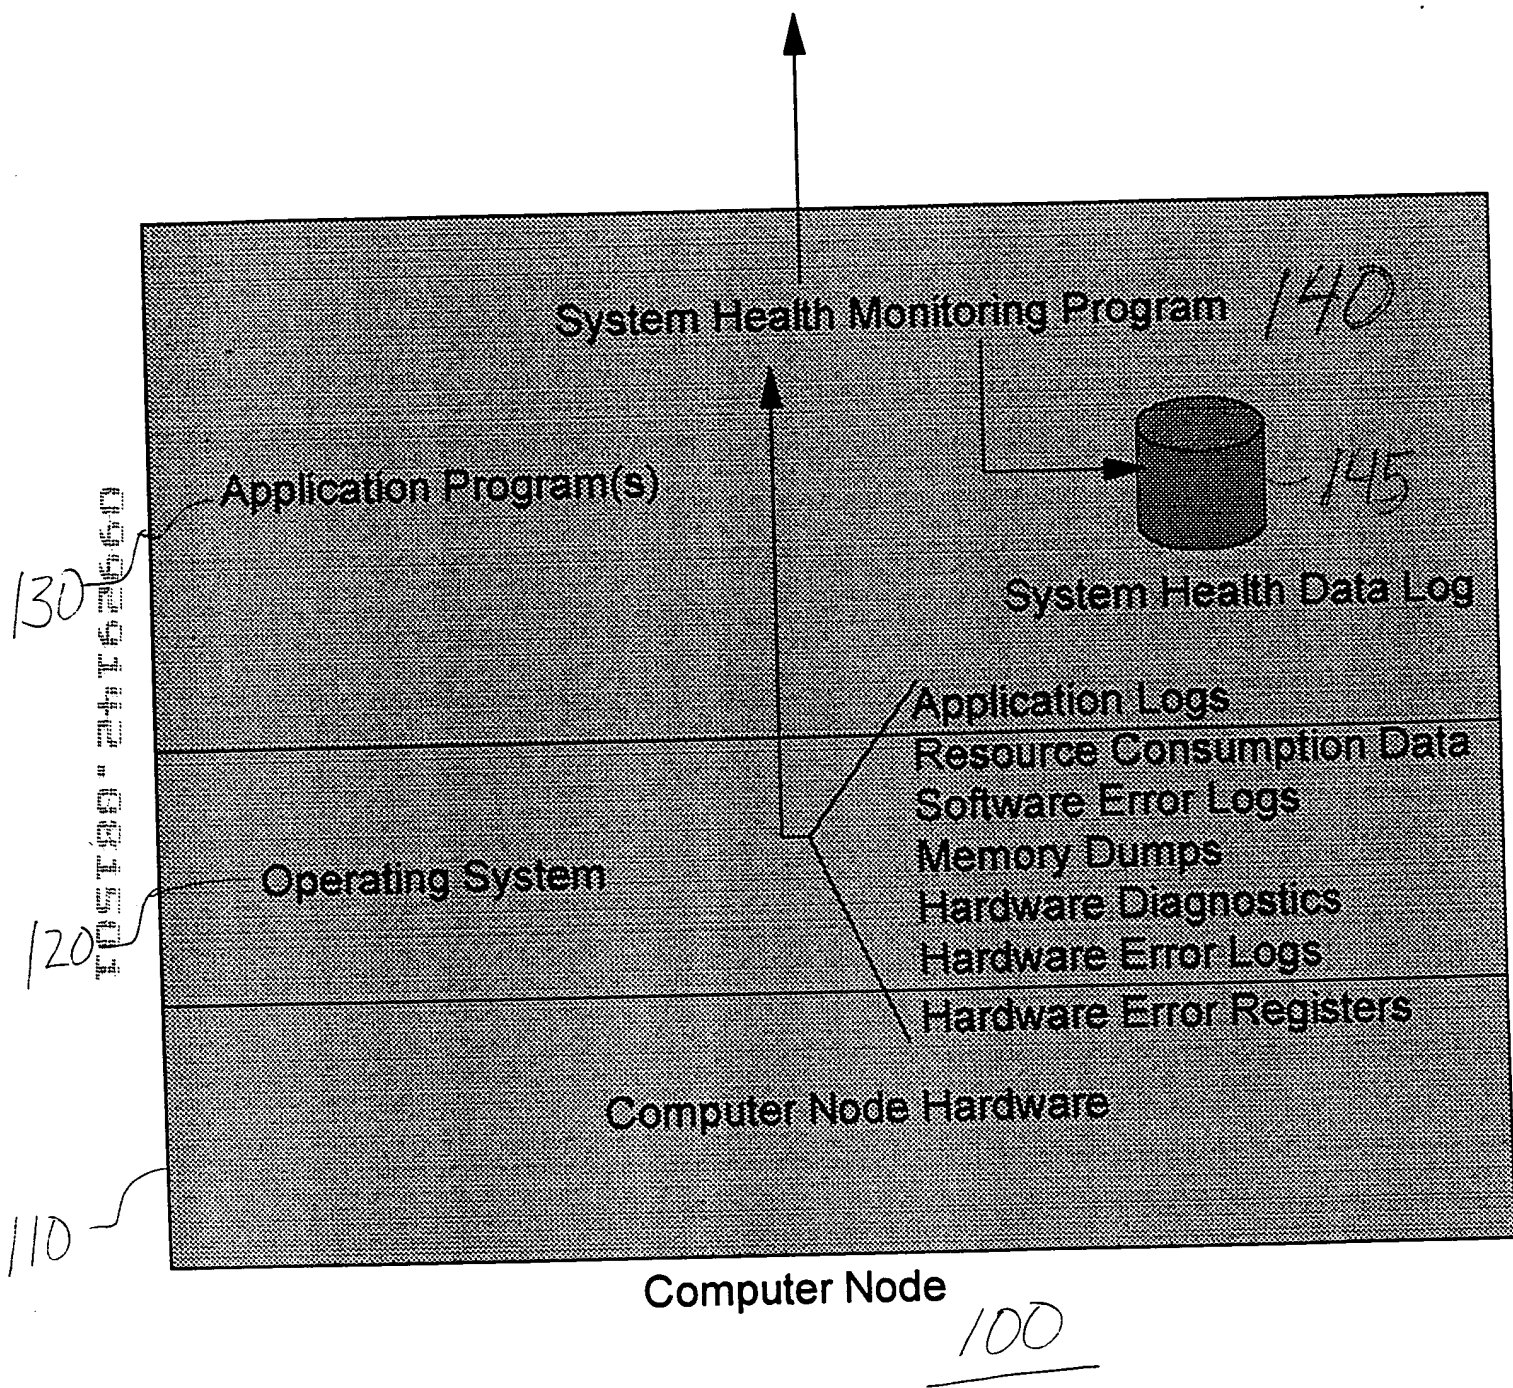 System Health Monitoring Program 140
Application Program(s)
145
130
System Health Data Log
Application Logs
Resource Consumption Data
Software Error Logs
Memory Dumps
Operating System
Hardware Diagnostics
120
Hardware Error Logs
Hardware Error Registers
Computer Node Hardware
110
Computer Node
100